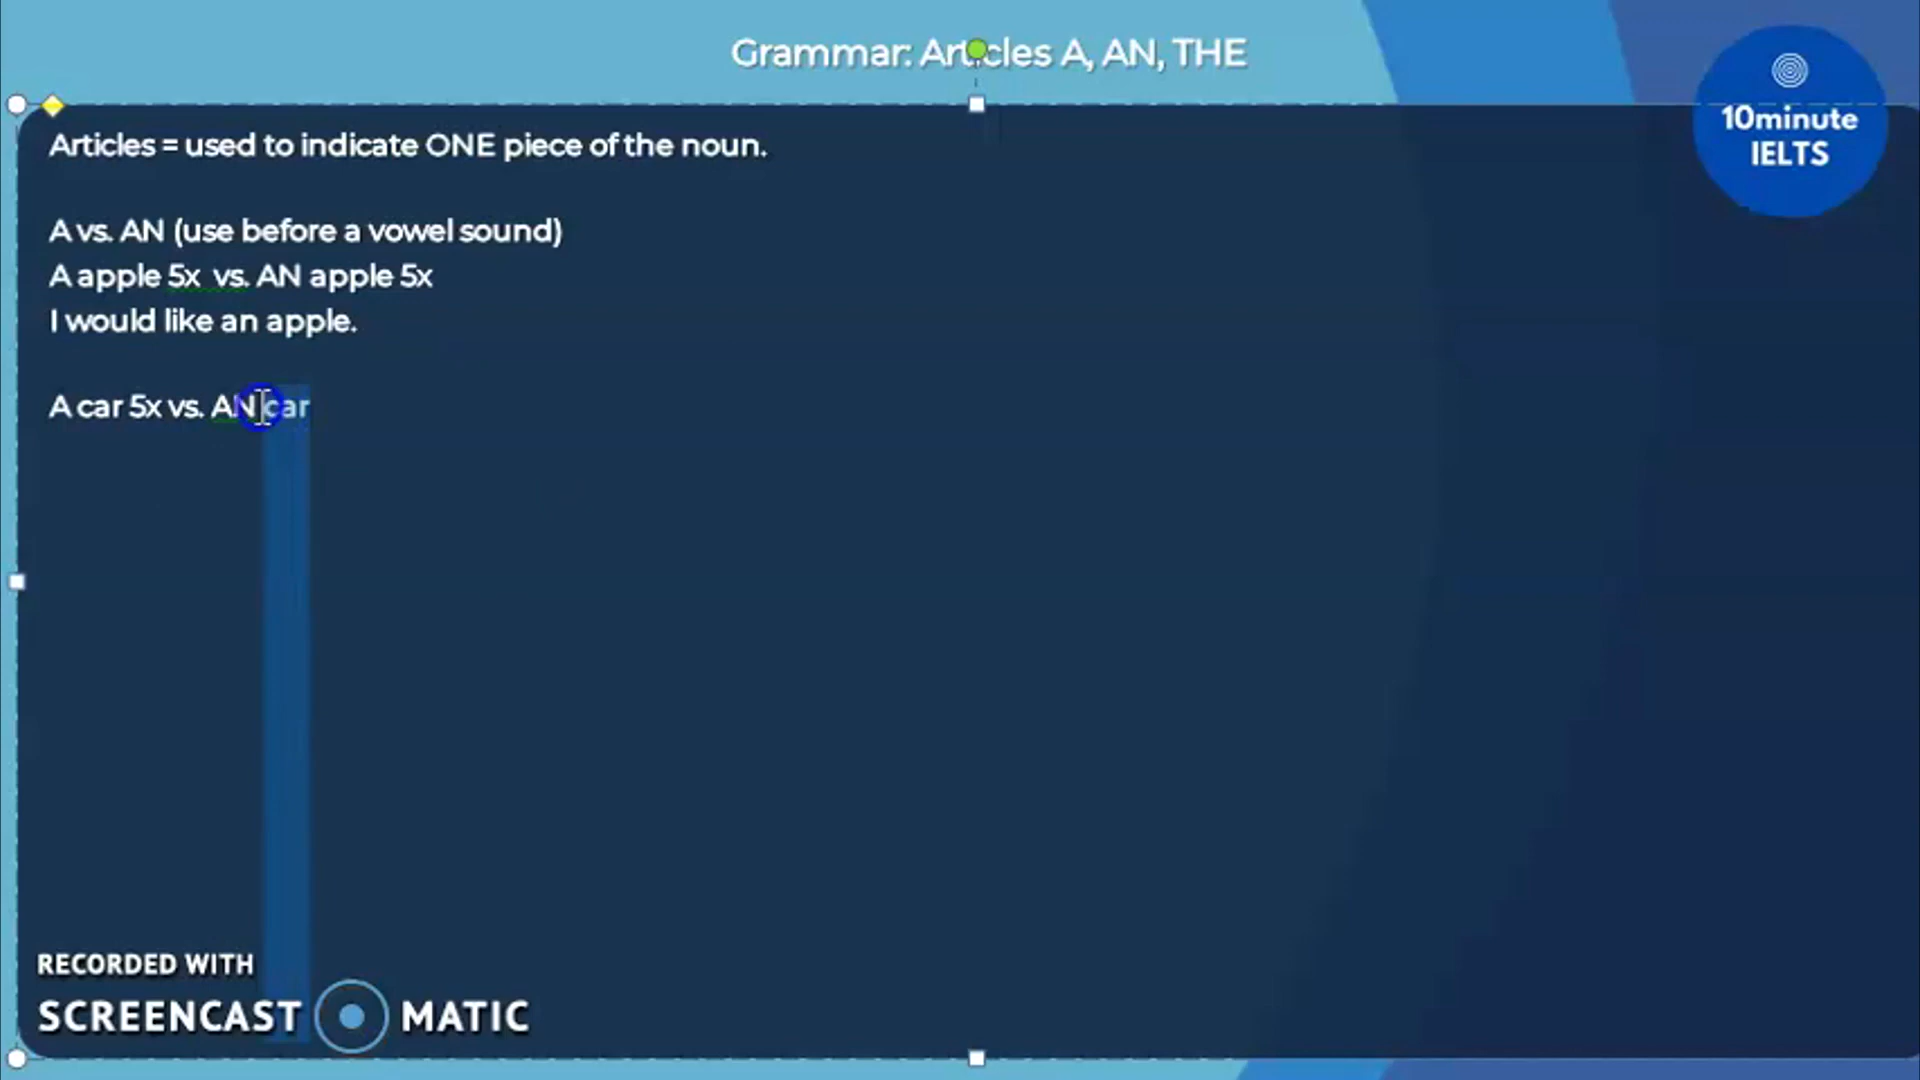 Grammar: Articles A, AN, THE
10minute
IELTS
Articles = used to indicate ONE piece of the noun.
A vs. AN (use before a vowel sound)
A apple 5x  vs. AN apple 5x
I would like an apple.
A car 5x vs. AN car
RECORDED WITH
SCREENCAST MATIC